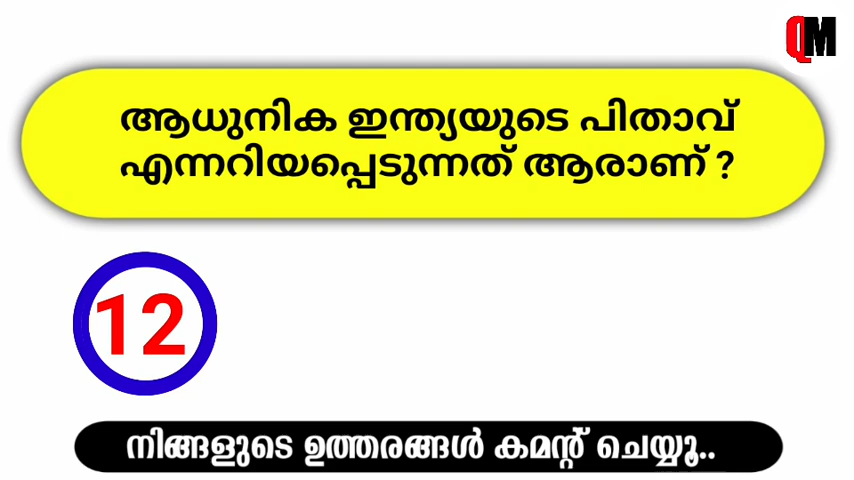 QM
ആധുനിക ഇന്ത്യയുടെ പിതാവ്
എന്നറിയപ്പെടുന്നത് ആരാണ് ?
12
നിങ്ങളുടെ ഉത്തരങ്ങൾ കമന്റ് ചെയ്യൂ..